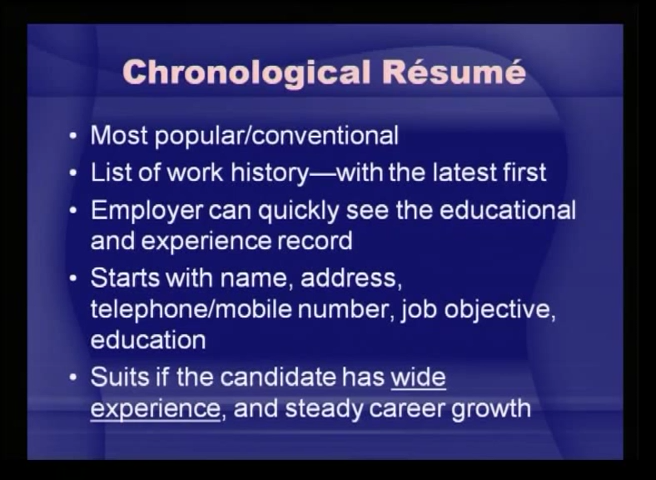 Chronological Résumé
• Most popular/conventional
• List of work history—with the latest first
• Employer can quickly see the educational
and experience record
• Starts with name, address,
telephone/mobile number, job objective,
education
• Suits if the candidate has wide
experience, and steady career growth